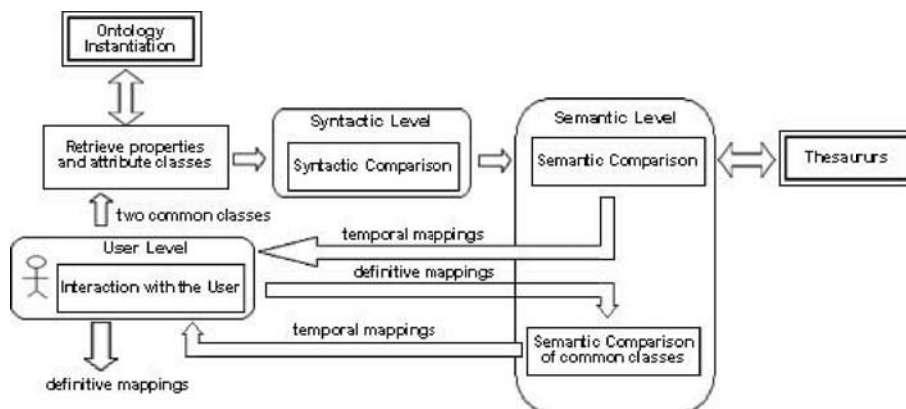 Ontology
Instantiation
Syntactic Level
Semantic Level
Retrieve properties
and attribute classes
Syntactic Comparison
Semantic Comparison
Thesaururs
two common classes
User Level
temporal mappings
Interaction with the User
definitive mappings
temporal mappings
Semantic Comparison
of common classes
definitive mappings